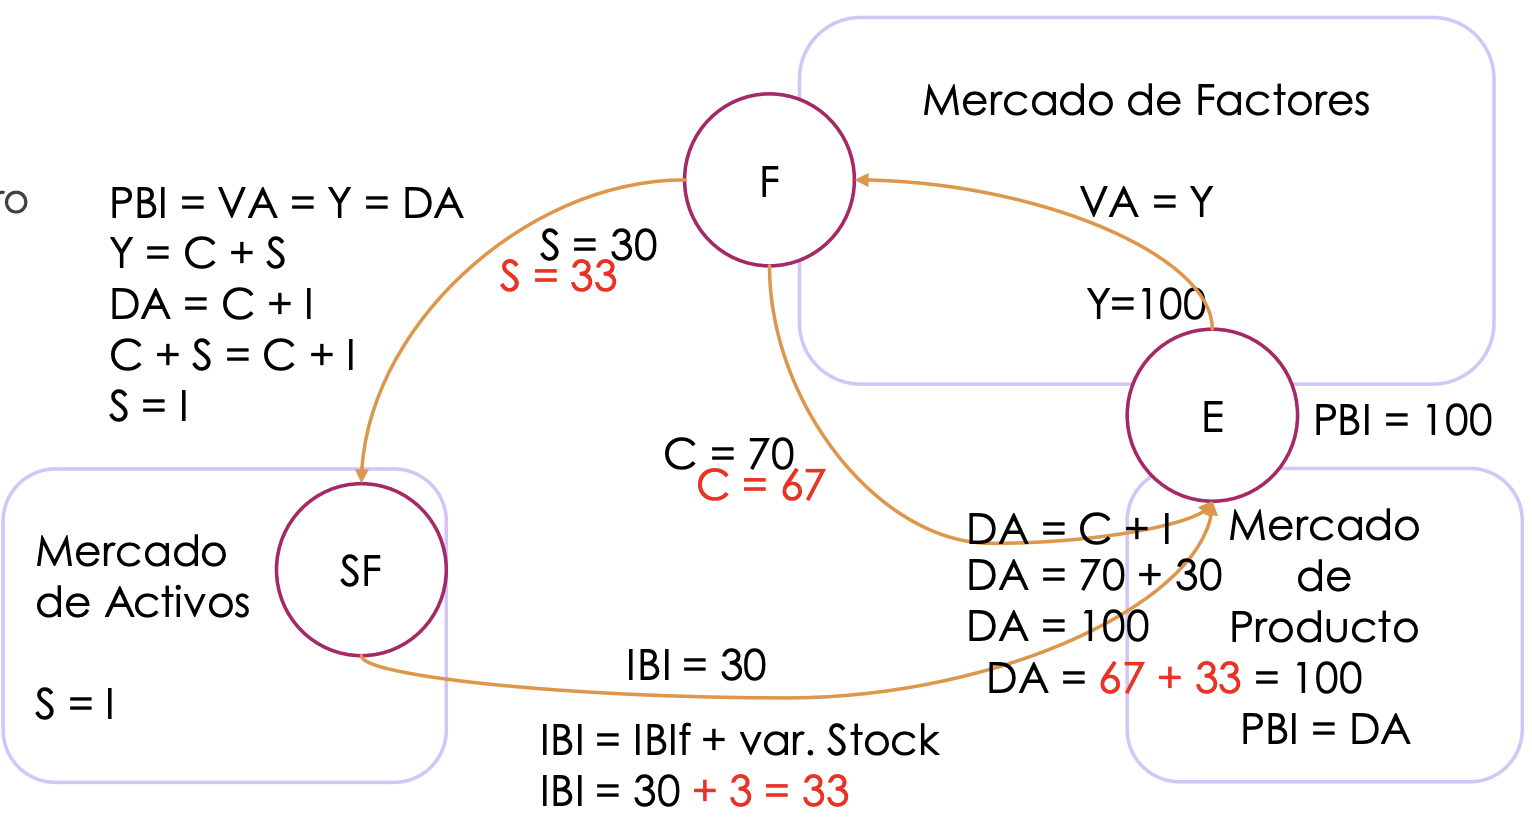 Mercado de Factores
F
ro
PBI = VA = Y = DA
Y = C + S
DA = C + I
C + S = C + I
S = I
S = 30
S = 33
VA = Y
Y=100
E
PBI = 100
C = 70
C = 67
Mercado
de Activos
S = I
SF
DA = C + I
DA = 70 + 30
DA = 100
DA = 67 + 33 = 100
Mercado
de
Producto
PBI = DA
IBI = 30
IBI = IBIf + var. Stock
IBI = 30 + 3 = 33